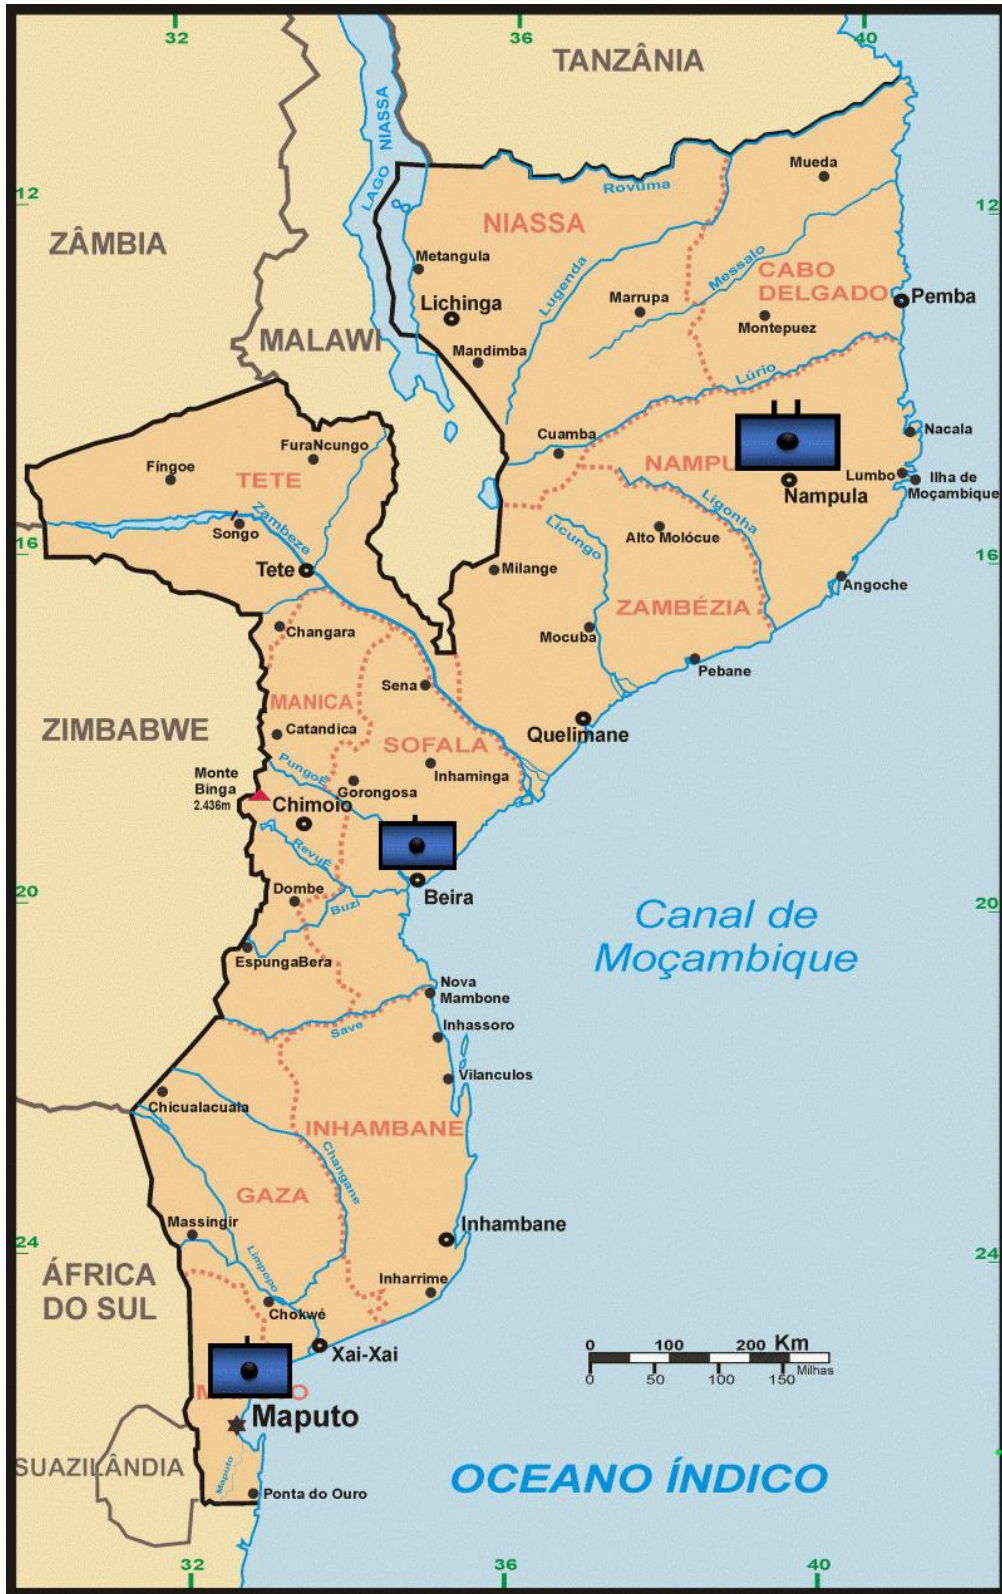 32
36
40
TANZÂNIA
LAGO NIASSA
Mueda
Rovuma
12
12
NIASSA
ZÂMBIA
Metangula
Lugenda
Messalo
CABO
DELGADO
Pemba
Lichinga
Marrupa
Montepuez
MALAWI
Mandimba
Lúrio
Cuamba
Nacala
FuraNcungo
Fíngoe
TETE
NAMPU
Lumbo
Ilha de
Moçambique
Nampula
Ligonha
Zambeze
Songo
Licungo
Alto Molócue
16
16
Tete
Milange
Angoche
ZAMBÉZIA
Changara
Mocuba
Pebane
Sena
MANICA
ZIMBABWE
Catandica
SOFALA
Quelimane
PungoÉ
Inhaminga
Monte
Binga
2.436m
Gorongosa
Chimoio
RevuÉ
Dombe
20
Buzi
Beira
20
Canal de
Moçambique
EspungaBera
Nova
Mambone
Save
Inhassoro
Vilanculos
Chicualacuala
INHAMBANE
Changane
GAZA
Massingir
Inhambane
24
24
ÁFRICA
DO SUL
Limpopo
Inharrime
Chokwé
Xai-Xai
0 100 200 Km
Milhas
0 50 100 150
M
O
Maputo
SUAZILÂNDIA
Maputo
OCEANO ÍNDICO
Ponta do Ouro
32
36
40